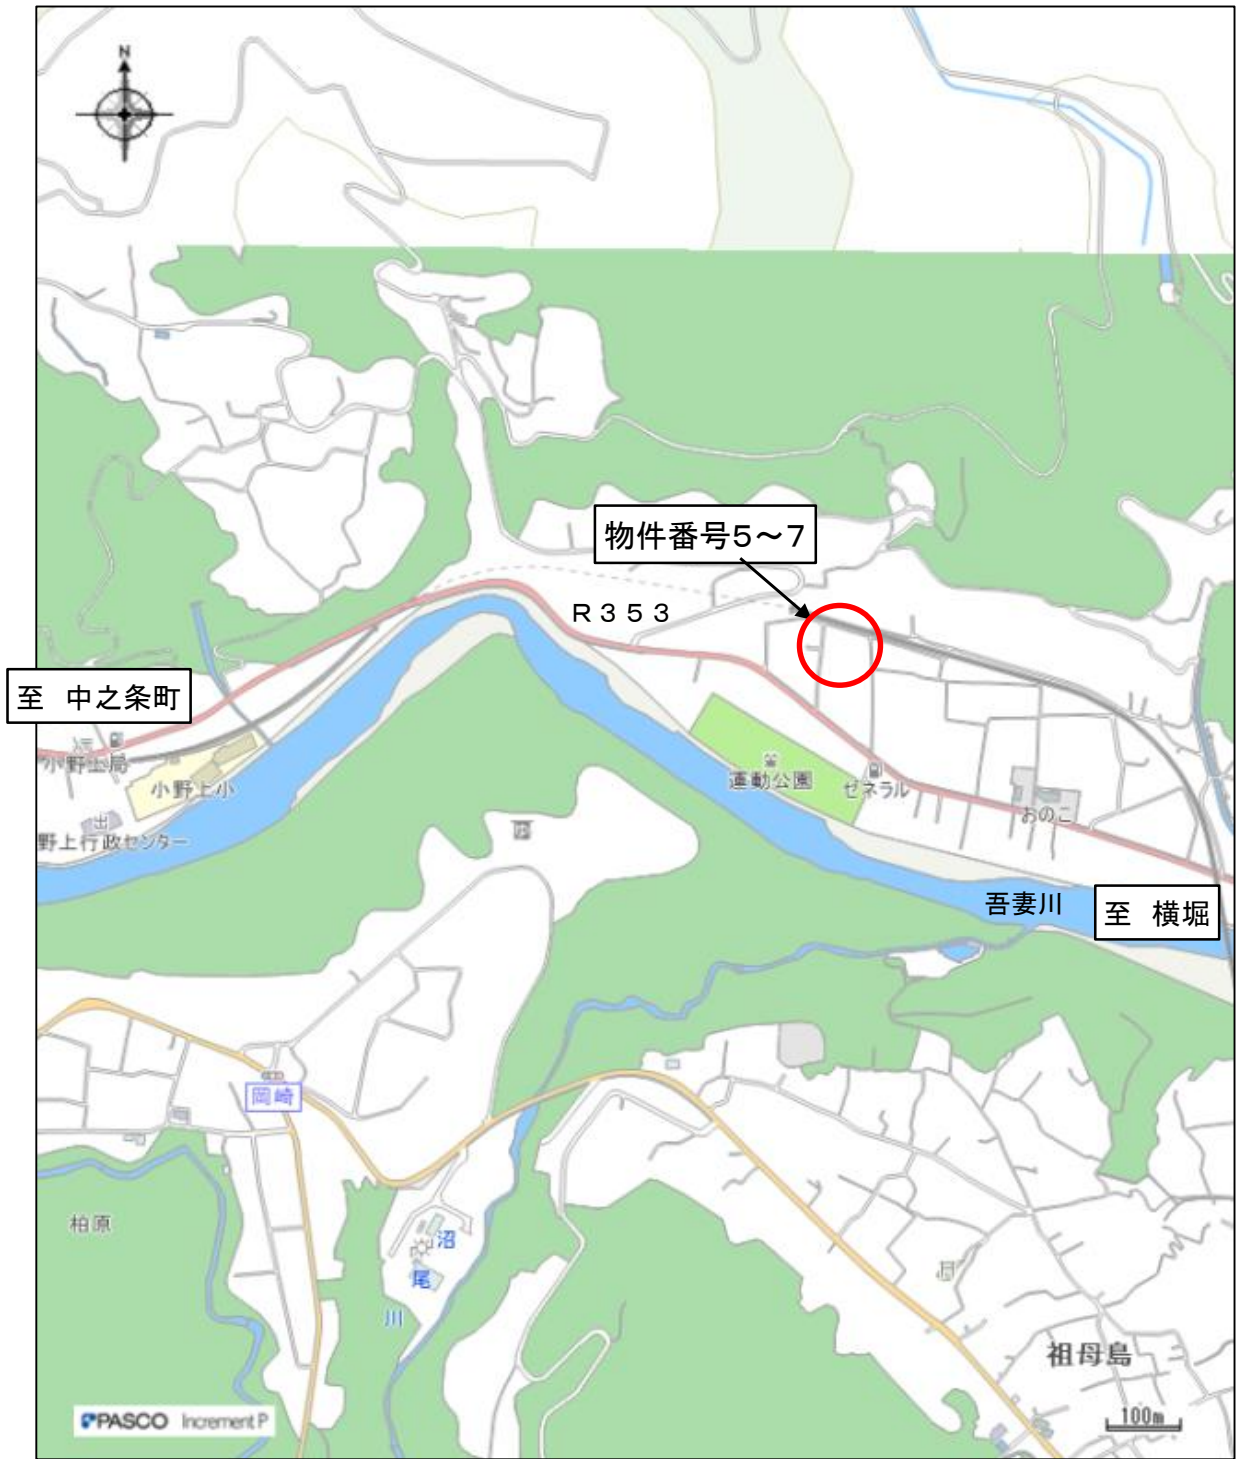 N
物件番号5～7
R353
至　中之条町
小野上局
小野上小
野上行政センター
運動公園
ゼネラル
おのこ
吾妻川
至　横堀
岡崎
柏原
沼
尾
川
祖母島
PASCO Increment P
100m